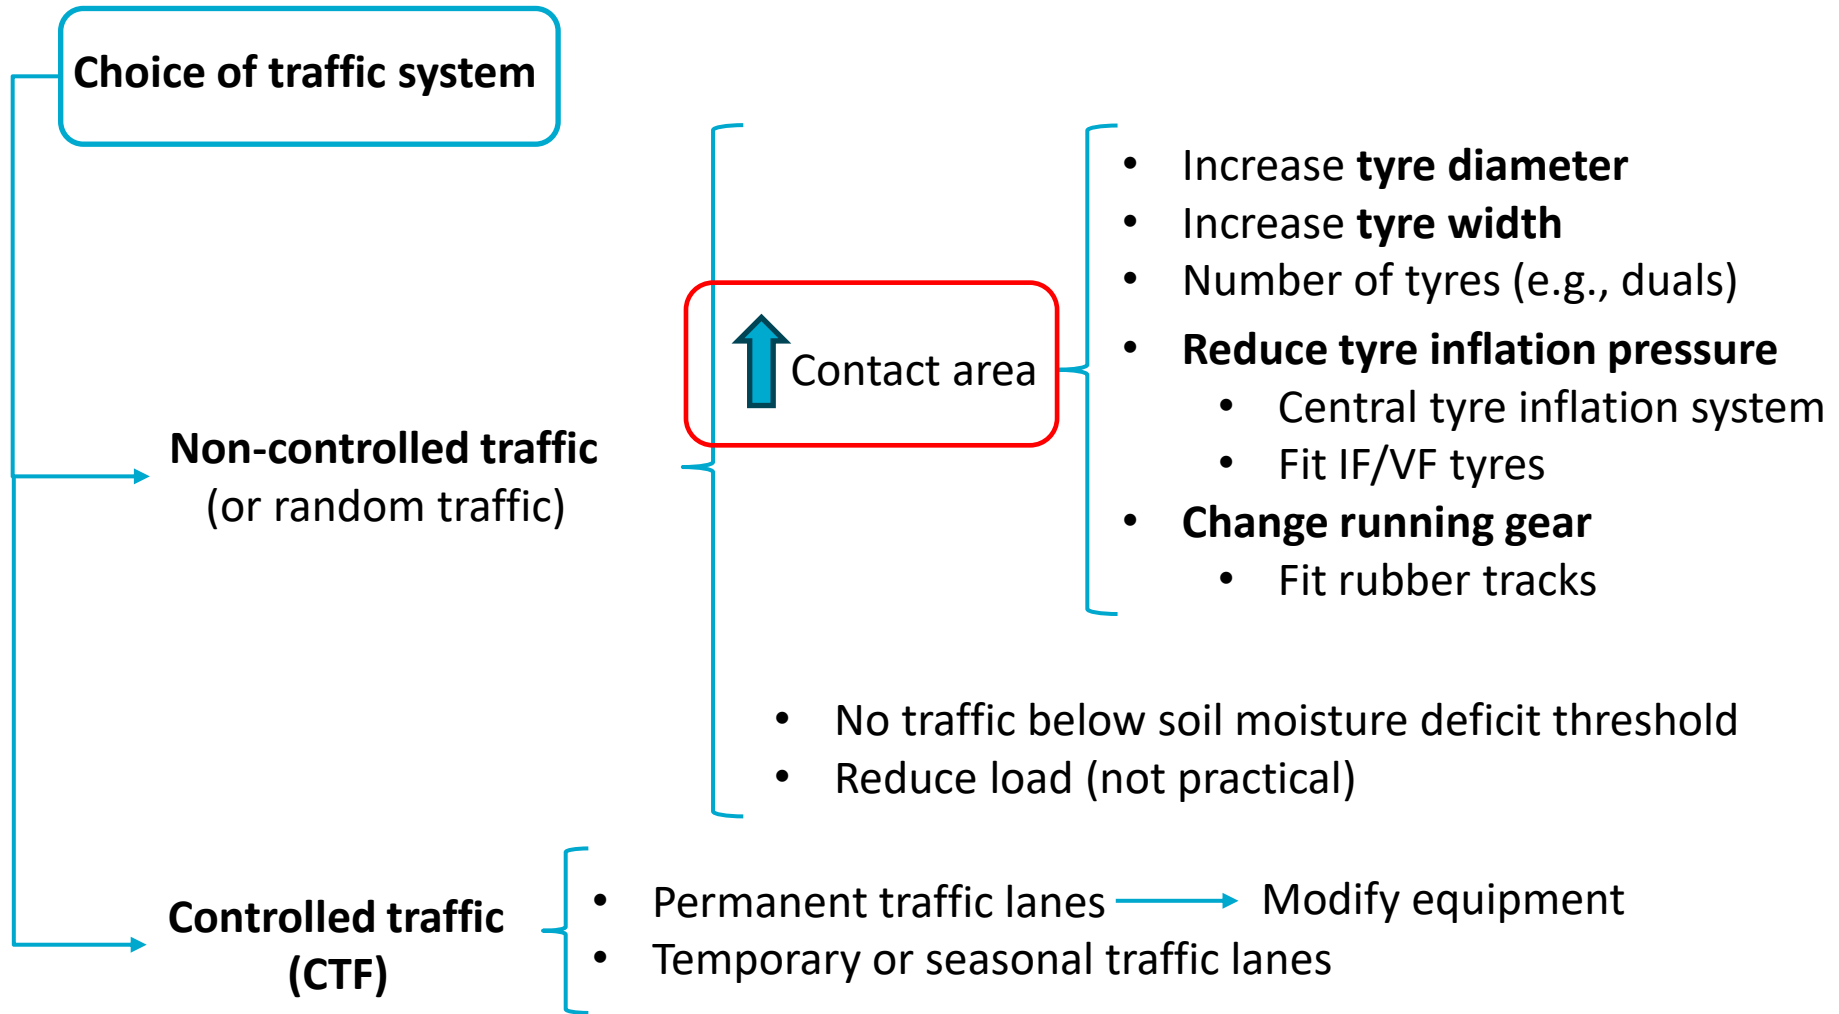 Choice of traffic system
Non-controlled traffic
(or random traffic)
Contact area
• Increase tyre diameter
• Increase tyre width
• Number of tyres (e.g., duals)
• Reduce tyre inflation pressure
• Central tyre inflation system
• Fit IF/VF tyres
• Change running gear
• Fit rubber tracks
• No traffic below soil moisture deficit threshold
• Reduce load (not practical)
Controlled traffic
(CTF)
• Permanent traffic lanes
Modify equipment
• Temporary or seasonal traffic lanes